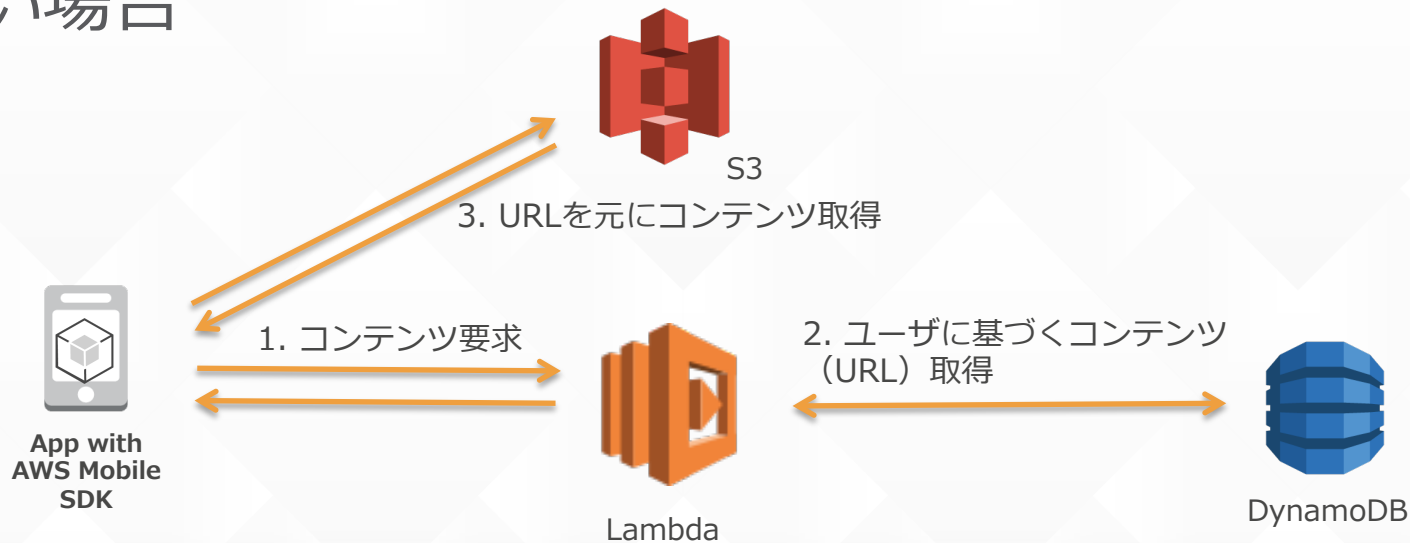 い場合
S3
3. URLを元にコンテンツ取得
1. コンテンツ要求
2. ユーザに基づくコンテンツ
（URL）取得
App with
AWS Mobile
SDK
Lambda
DynamoDB